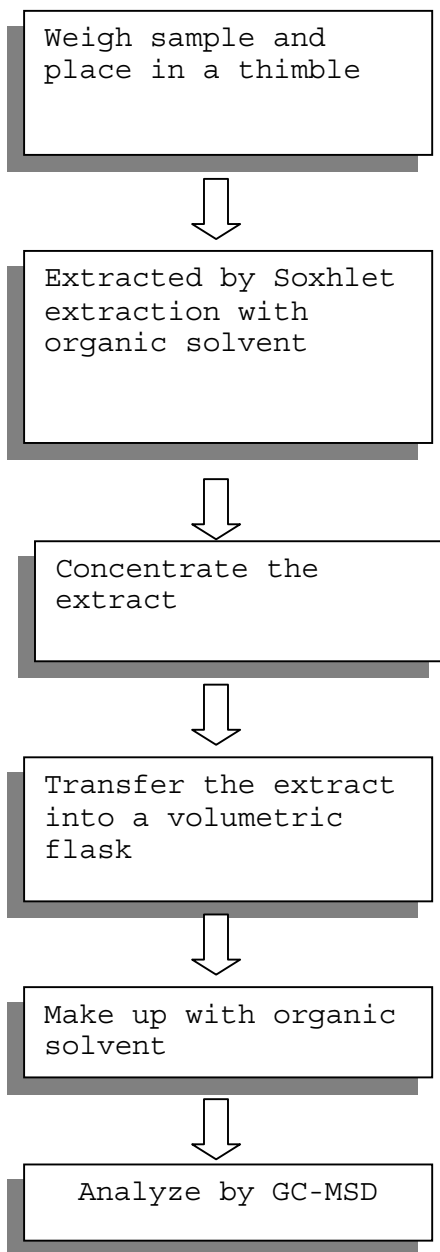 Weigh sample and
place in a thimble
Extracted by Soxhlet
extraction with
organic solvent
Concentrate the
extract
Transfer the extract
into a volumetric
flask
Make up with organic
solvent
Analyze by GC-MSD